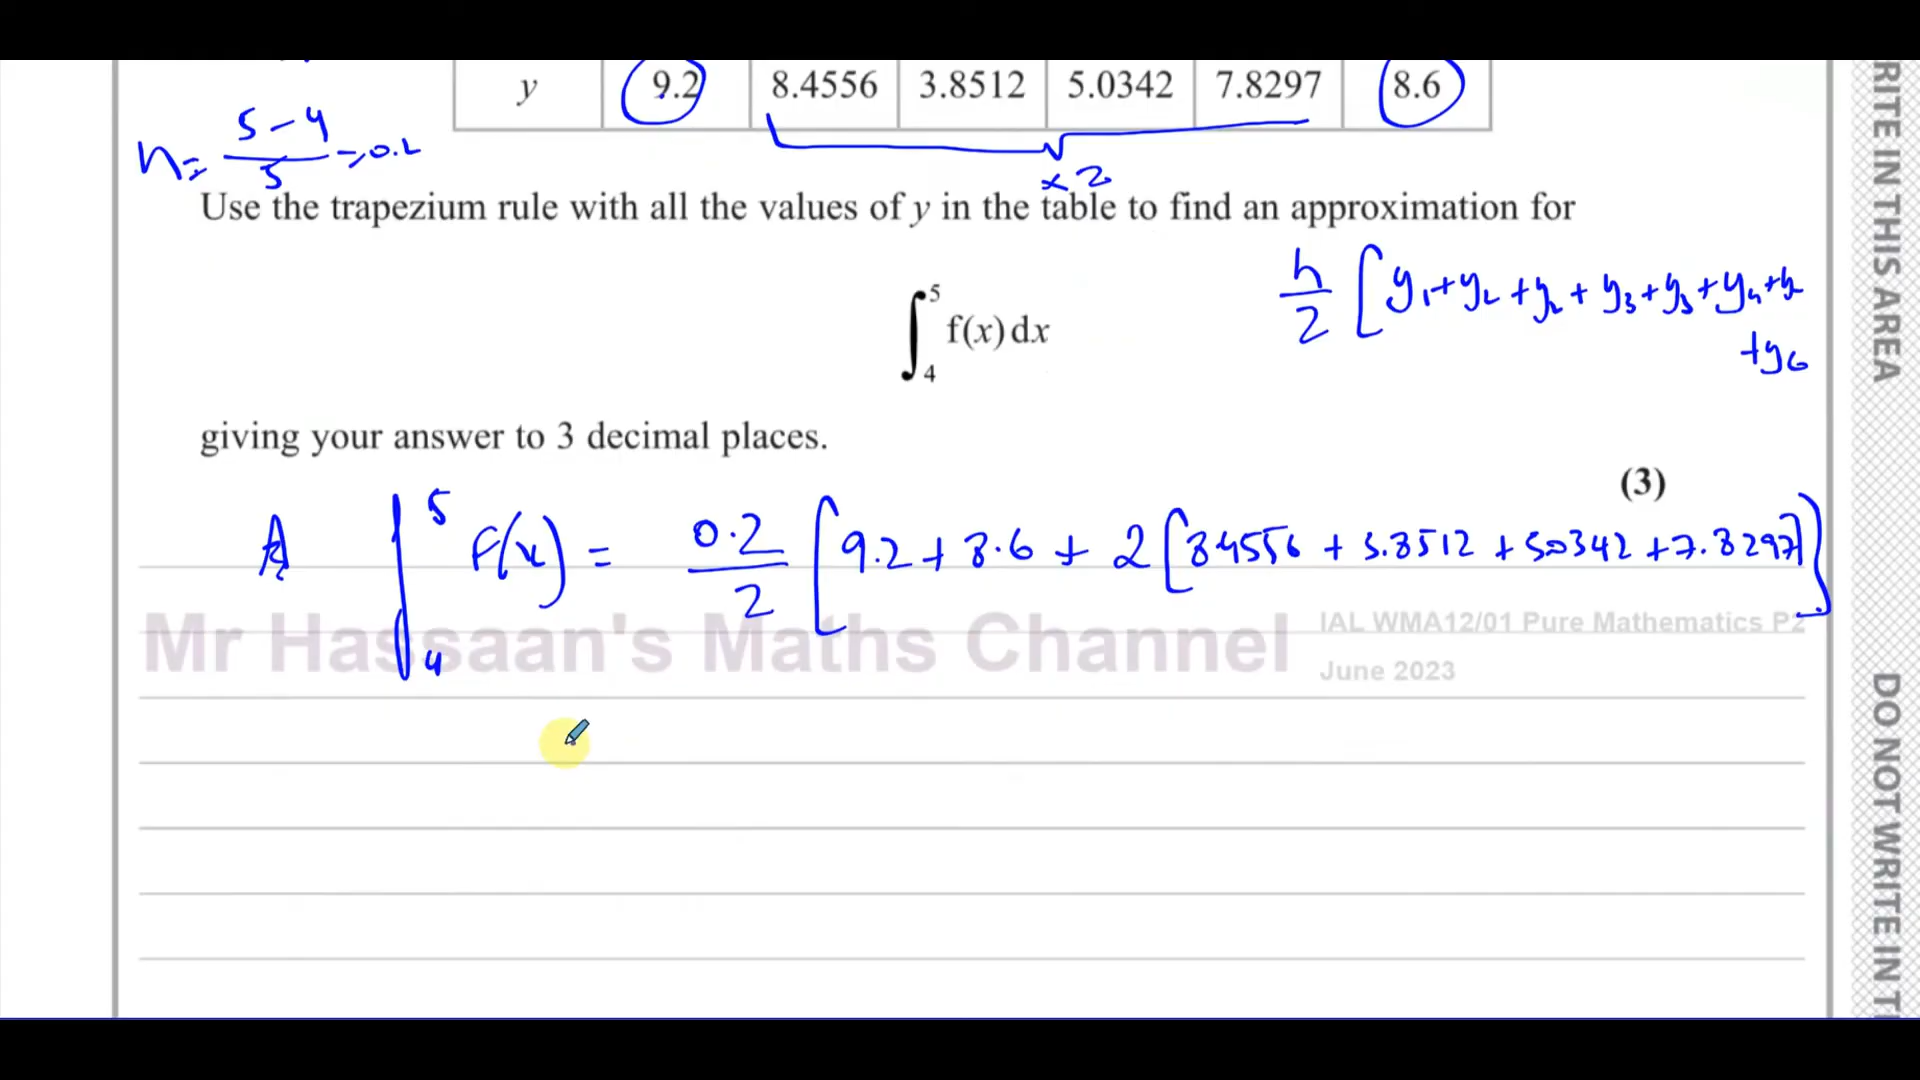 y 9.2 8.4556 3.8512 5.0342 7.8297 8.6
h = 5-4/5 = 0.2
×2
Use the trapezium rule with all the values of y in the table to find an approximation for
∫₄⁵ f(x) dx
h/2 [y₁+y₂+y₂+y₃+y₃+y₄+y
+y₆
giving your answer to 3 decimal places.
(3)
A ∫₄⁵ f(x) = 0.2/2 [9.2+8.6+2[8.4556+3.8512+5.0342+7.8297]]
Mr Hassaan's Maths Channel
IAL WMA12/01 Pure Mathematics P2
June 2023
RITE IN THIS AREA
DO NOT WRITE IN T